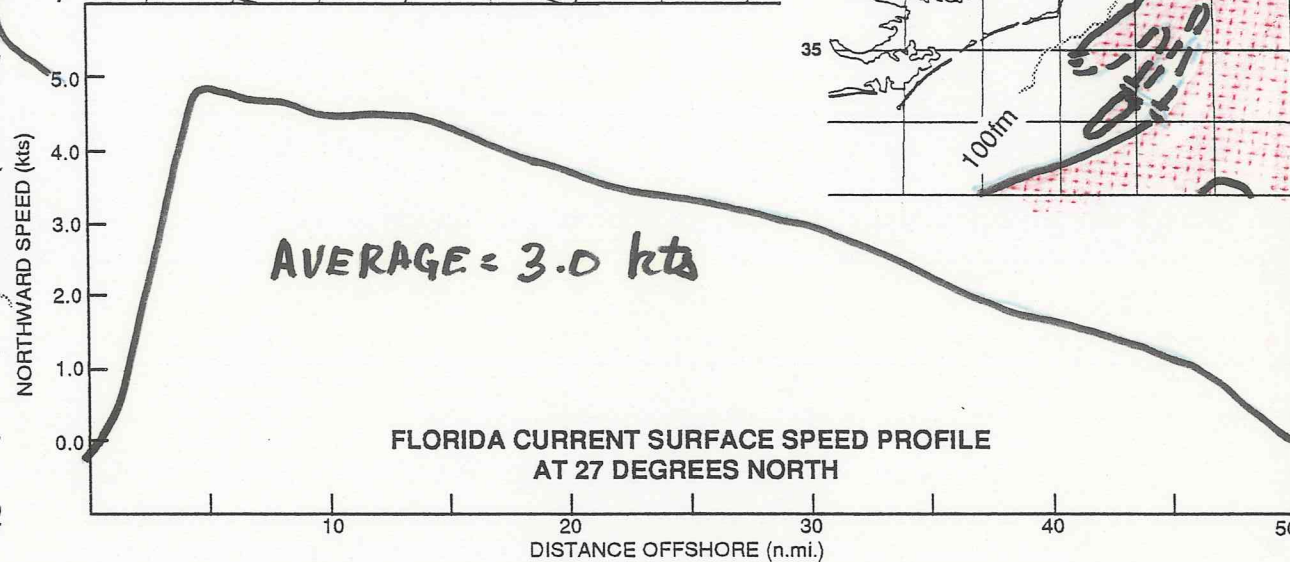 35
100fm
5.0
4.0
3.0
2.0
1.0
0.0
NORTHWARD SPEED (kts)
AVERAGE = 3.0 kts
FLORIDA CURRENT SURFACE SPEED PROFILE
AT 27 DEGREES NORTH
10
20
30
40
DISTANCE OFFSHORE (n.mi.)